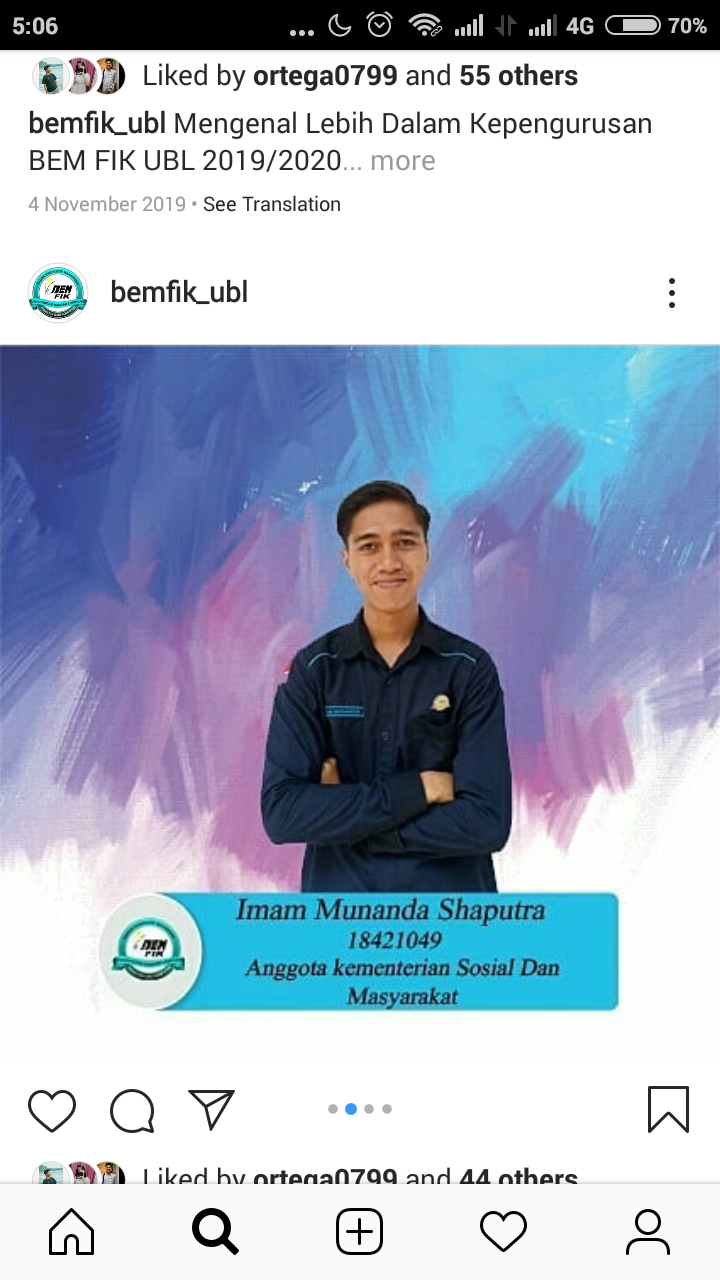 5:06 ... 4G 70%
Liked by ortega0799 and 55 others
bemfik_ubl Mengenal Lebih Dalam Kepengurusan
BEM FIK UBL 2019/2020... more
4 November 2019 • See Translation
BEM
FIK
bemfik_ubl
Imam Munanda Shaputra
18421049
Anggota kementerian Sosial Dan
Masyarakat
BEM
FIK
Liked by ortega0799 and 44 others